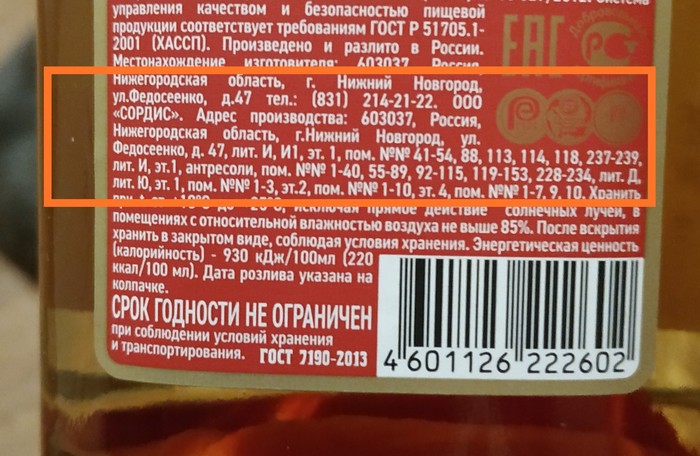 управления качеством и безопасностью пищевой
продукции соответствует требованиям ГОСТ Р 51705.1-
2001 (ХАССП). Произведено и разлито в России.
Местонахождение изготовителя: 603037, Россия,
Нижегородская область, г. Нижний Новгород,
ул.Федосеенко, д.47 тел.: (831) 214-21-22. ООО
«СОРДИС». Адрес производства: 603037, Россия,
Нижегородская область, г.Нижний Новгород, ул.
Федосеенко, д. 47, лит. И, И1, эт. 1, пом. №№ 41-54, 88, 113, 114, 118, 237-239,
лит. И, эт.1, антресоли, пом. №№ 1-40, 55-89, 92-115, 119-153, 228-234, лит. Д,
лит. Ю, эт. 1, пом. №№ 1-3, эт.2, пом. №№ 1-10, эт. 4, пом. №№ 1-7, 9, 10. Хранить
исключая прямое действие солнечных лучей, в
помещениях с относительной влажностью воздуха не выше 85%. После вскрытия
хранить в закрытом виде, соблюдая условия хранения. Энергетическая ценность
(калорийность) - 930 кДж/100мл (220
ккал/100 мл). Дата розлива указана на
колпачке.
СРОК ГОДНОСТИ НЕ ОГРАНИЧЕН
при соблюдении условий хранения
и транспортирования. ГОСТ 7190-2013
EAC
Добровольная
4 601126 222602